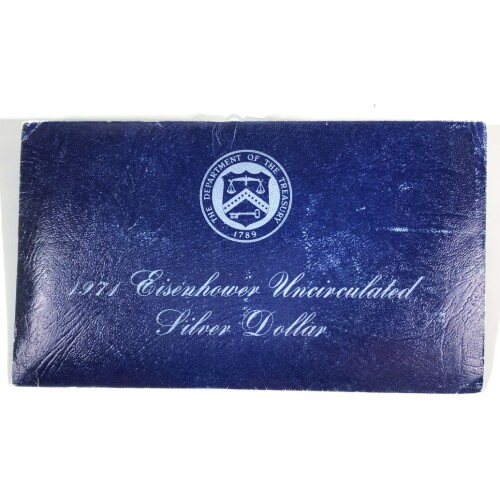 THE DEPARTMENT OF THE TREASURY
1789
1971 Eisenhower Uncirculated
Silver Dollar